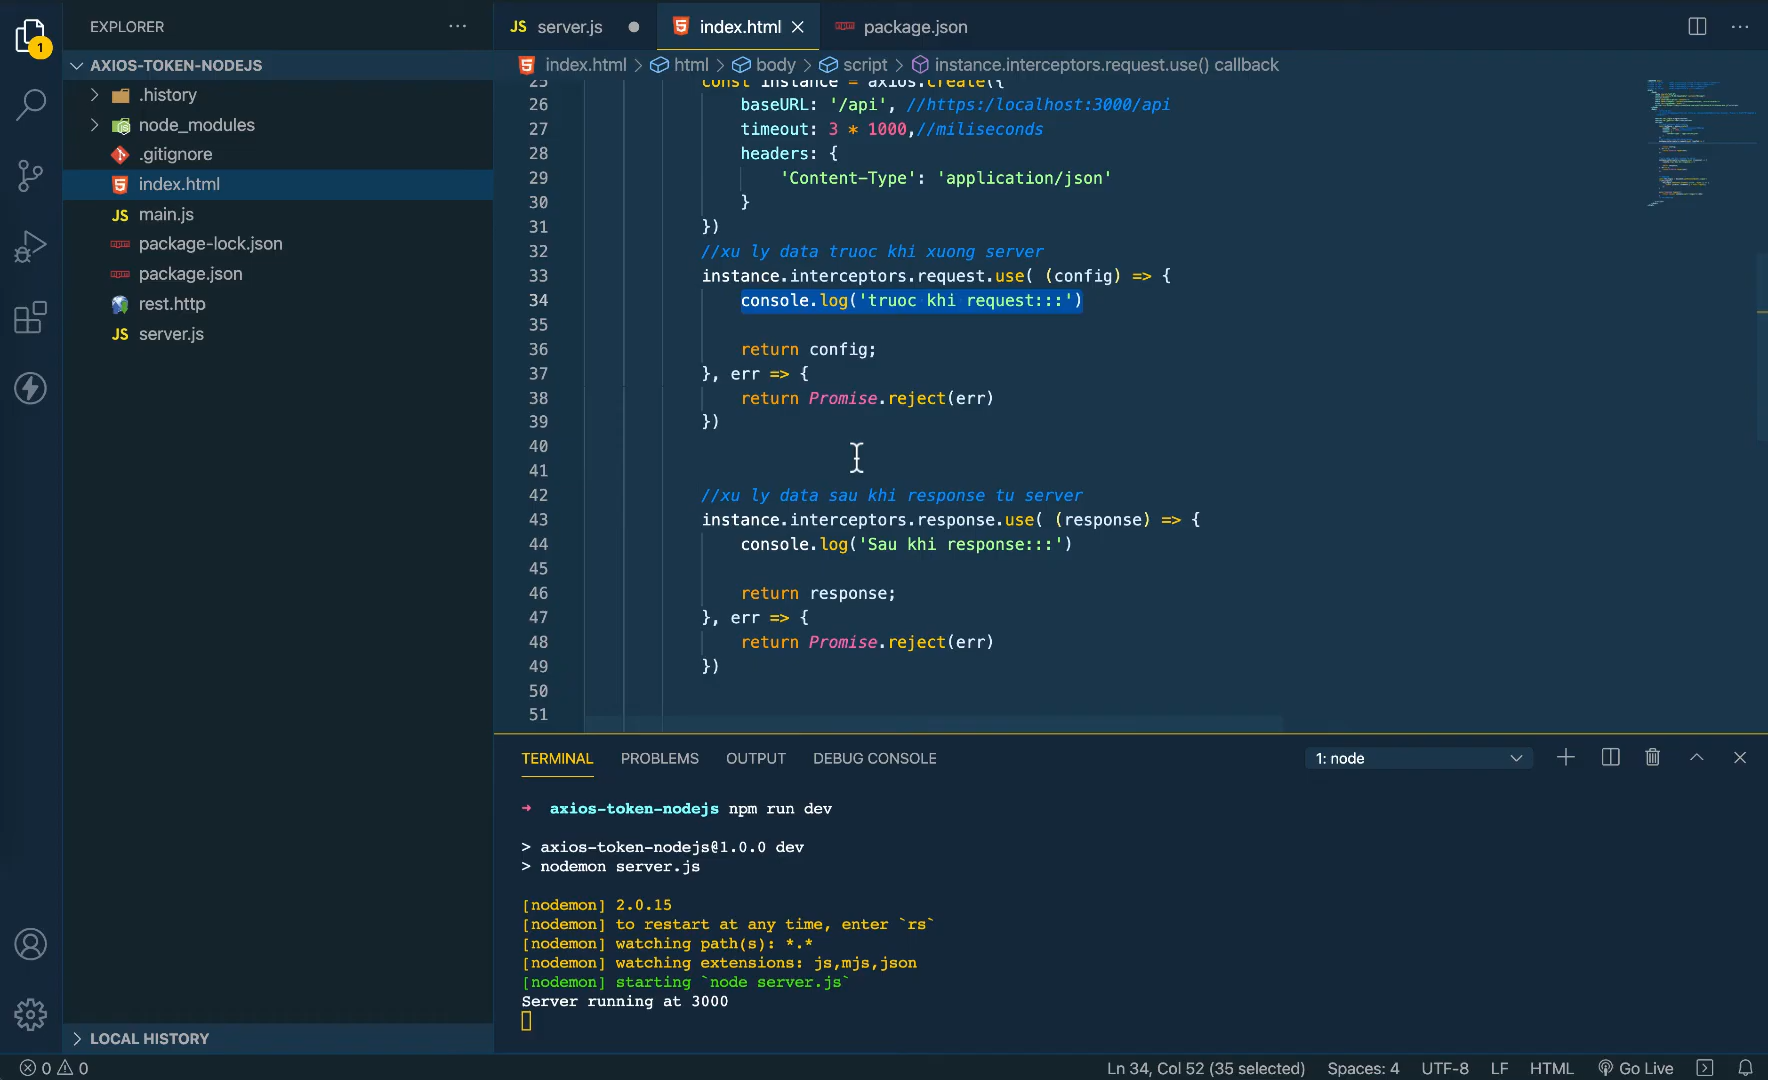 EXPLORER
JS server.js
index.html
package.json
AXIOS-TOKEN-NODEJS
.history
node_modules
.gitignore
index.html
JS main.js
package-lock.json
package.json
rest.http
JS server.js
1
LOCAL HISTORY
index.html > html > body > script > instance.interceptors.request.use() callback
25 const instance = axios.create({
26 baseURL: '/api', //https:/localhost:3000/api
27 timeout: 3 * 1000,//miliseconds
28 headers: {
29 'Content-Type': 'application/json'
30 }
31 })
32 //xu ly data truoc khi xuong server
33 instance.interceptors.request.use( (config) => {
34 console.log('truoc khi request:::')
35
36 return config;
37 }, err => {
38 return Promise.reject(err)
39 })
40
41
42 //xu ly data sau khi response tu server
43 instance.interceptors.response.use( (response) => {
44 console.log('Sau khi response:::')
45
46 return response;
47 }, err => {
48 return Promise.reject(err)
49 })
50
51
TERMINAL PROBLEMS OUTPUT DEBUG CONSOLE
1: node
➜ axios-token-nodejs npm run dev
> axios-token-nodejs@1.0.0 dev
> nodemon server.js
[nodemon] 2.0.15
[nodemon] to restart at any time, enter `rs`
[nodemon] watching path(s): *.*
[nodemon] watching extensions: js,mjs,json
[nodemon] starting `node server.js`
Server running at 3000
0 0
Ln 34, Col 52 (35 selected) Spaces: 4 UTF-8 LF HTML Go Live